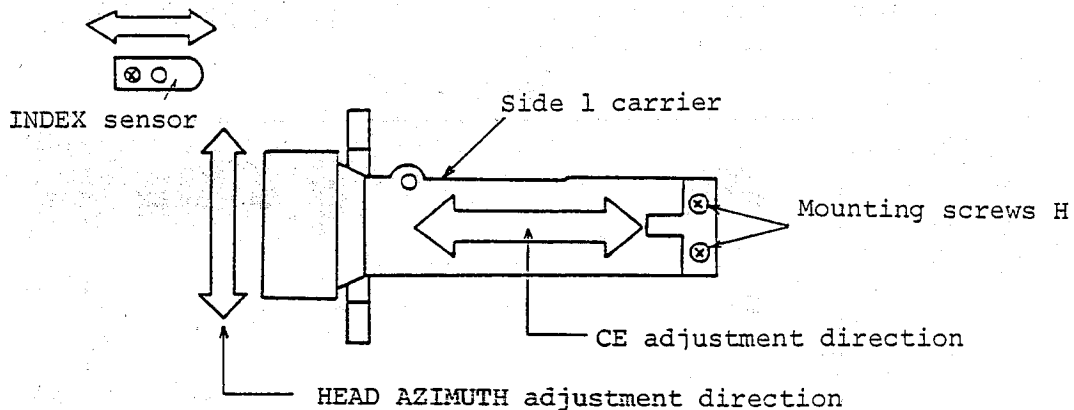 INDEX sensor
Side 1 carrier
Mounting screws H
CE adjustment direction
HEAD AZIMUTH adjustment direction